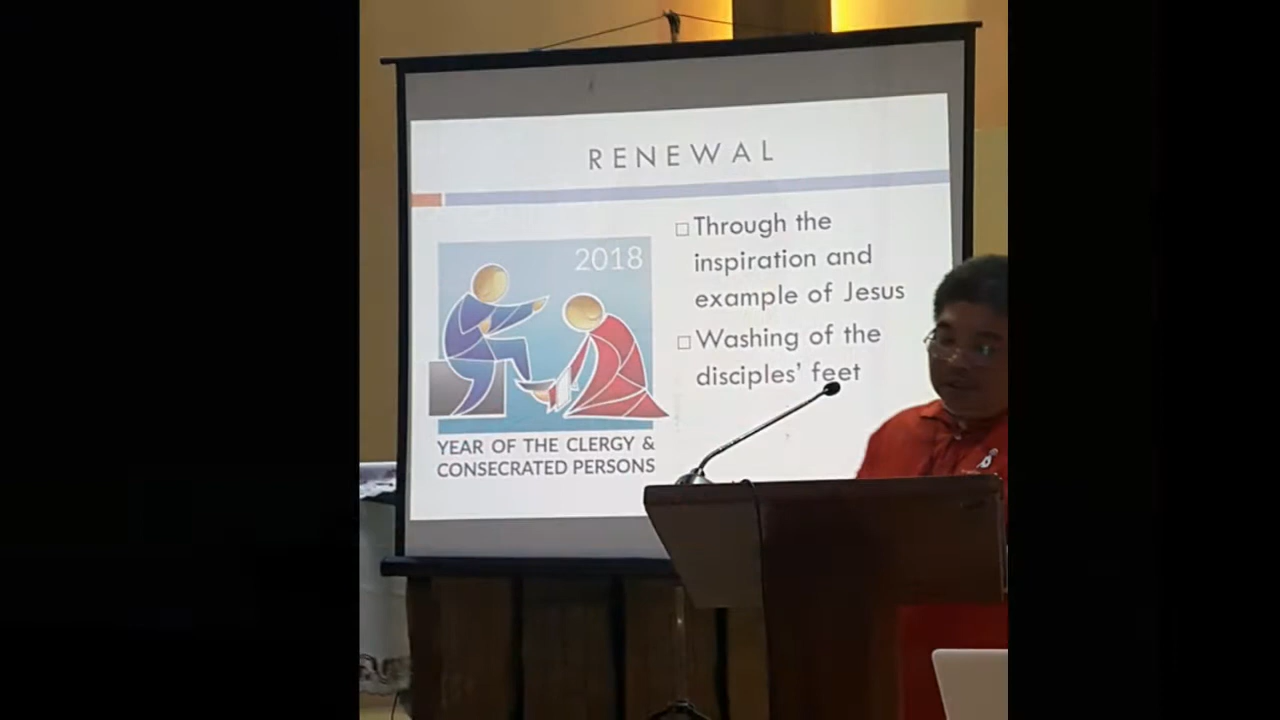 RENEWAL
2018
YEAR OF THE CLERGY &
CONSECRATED PERSONS
□ Through the
inspiration and
example of Jesus
□ Washing of the
disciples' feet